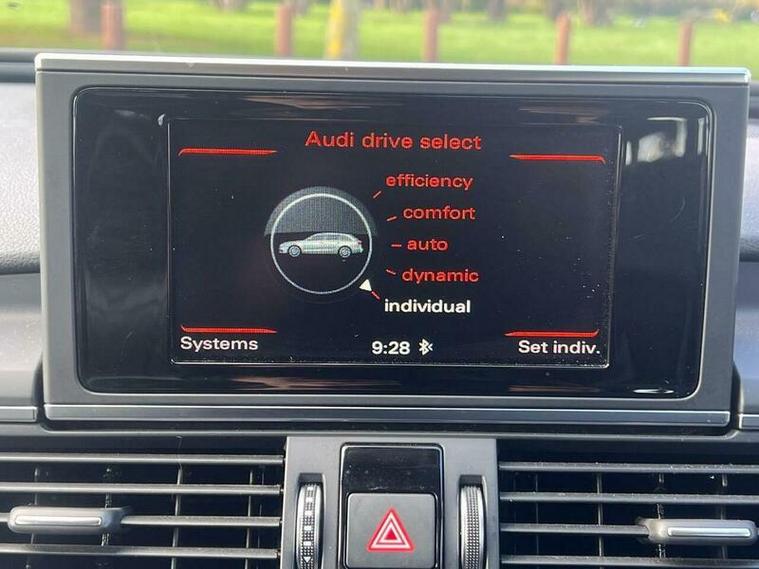 Audi drive select
efficiency
comfort
auto
dynamic
individual
Systems
9:28
Set indiv.